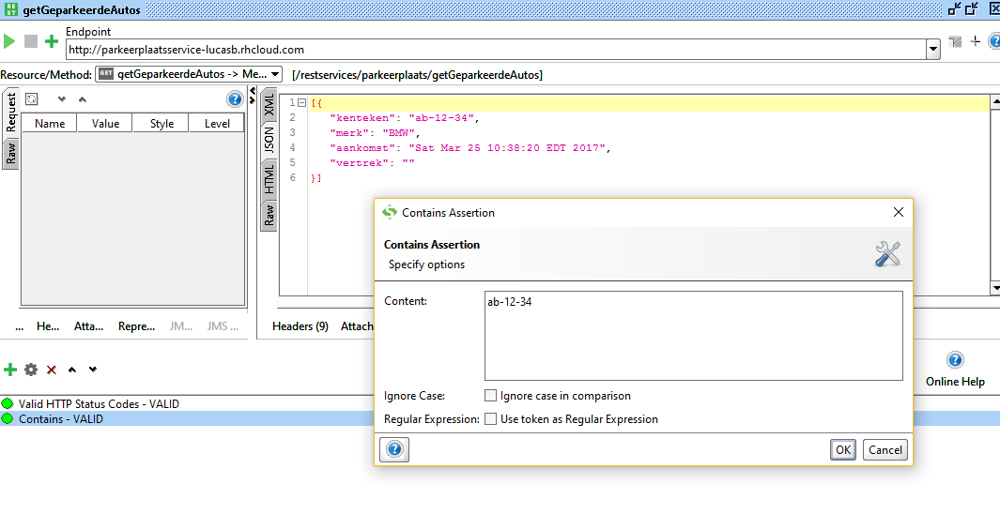 REST getGeparkeerdeAutos
Endpoint
http://parkeerplaatsservice-lucasb.rhcloud.com
Resource/Method: GET getGeparkeerdeAutos -> Me... [/restservices/parkeerplaats/getGeparkeerdeAutos]
Request
Raw
Name Value Style Level
XML
JSON
HTML
Raw
1 [{
2 "kenteken": "ab-12-34",
3 "merk": "BMW",
4 "aankomst": "Sat Mar 25 10:38:20 EDT 2017",
5 "vertrek": ""
6 }]
... He... Atta... Repre... JM... JMS ...
Headers (9) Attach
Contains Assertion
Contains Assertion
Specify options
Content: ab-12-34
Ignore Case: Ignore case in comparison
Regular Expression: Use token as Regular Expression
OK Cancel
Online Help
Valid HTTP Status Codes - VALID
Contains - VALID